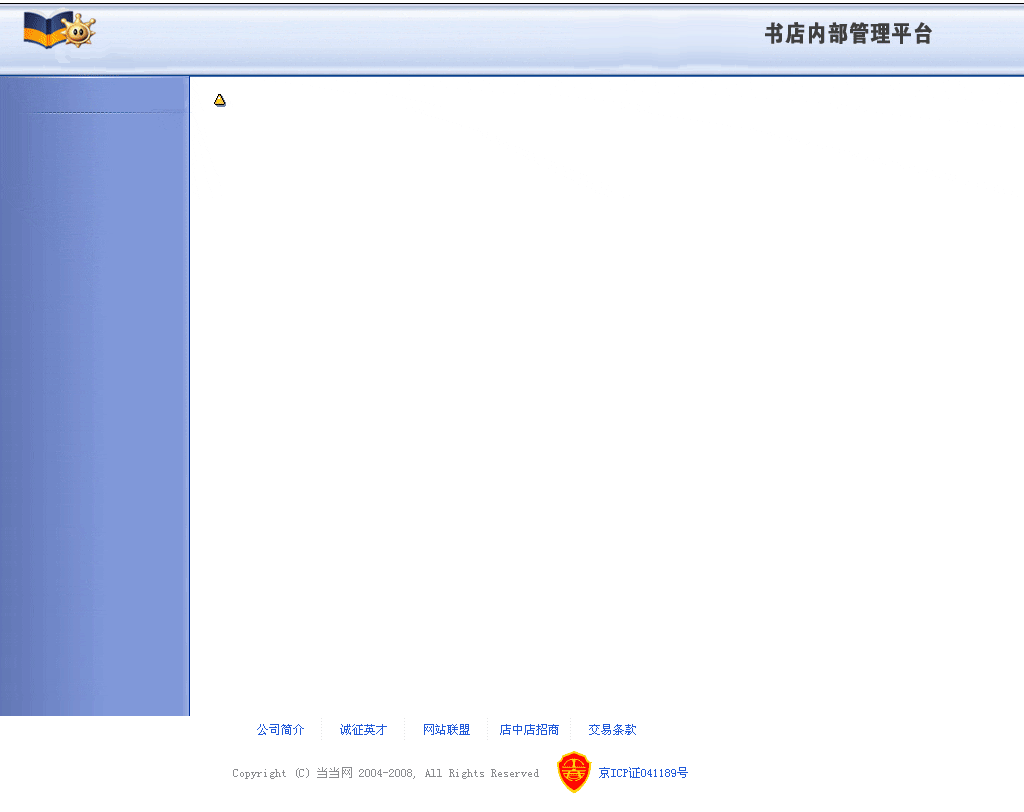 书店内部管理平台
公司简介 诚征英才 网站联盟 店中店招商 交易条款
Copyright (C) 当当网 2004-2008, All Rights Reserved 京ICP证041189号